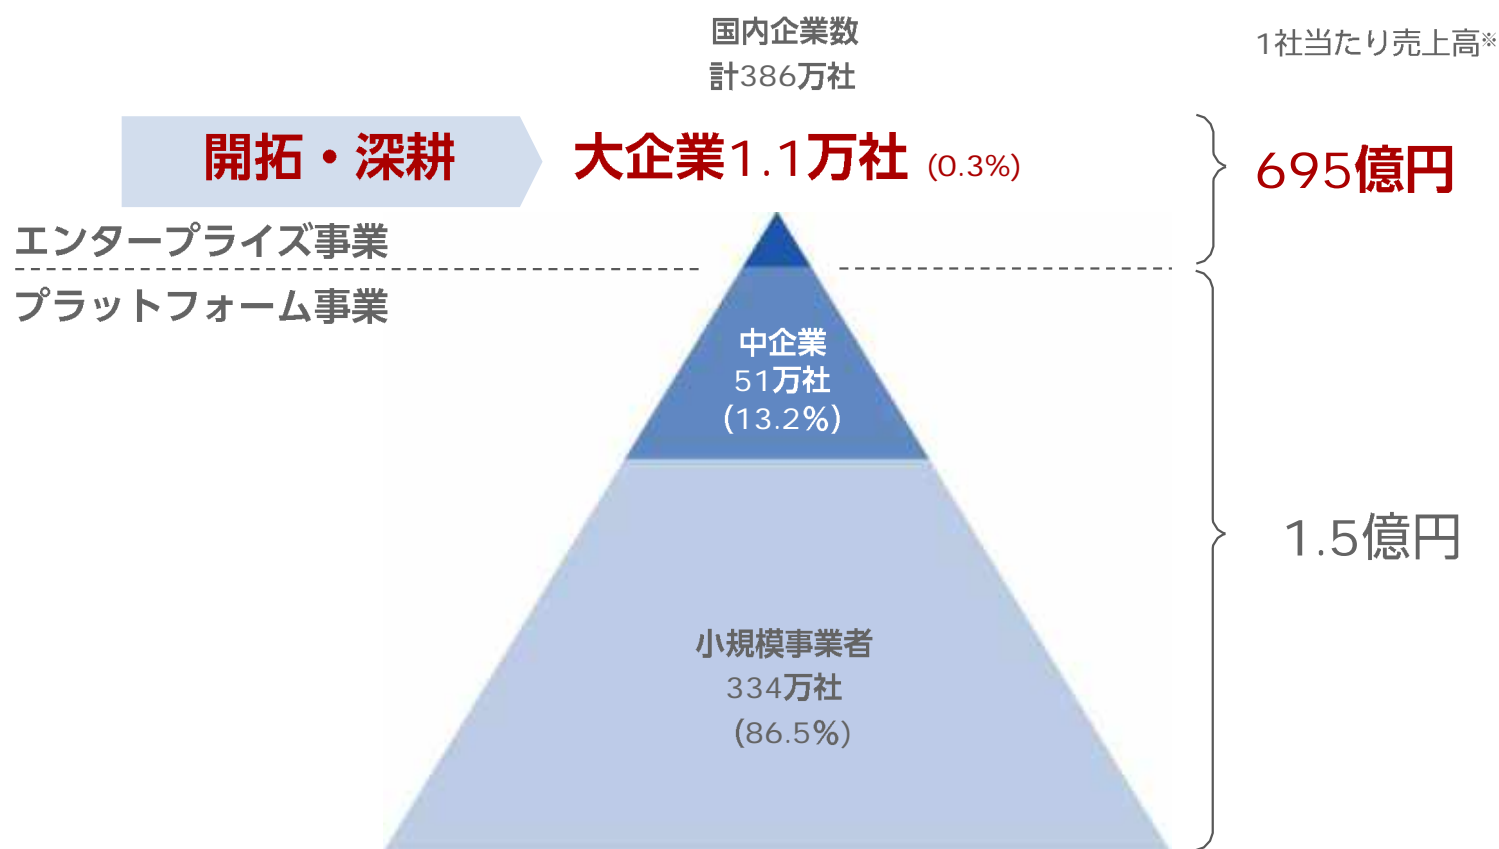 国内企業数
計386万社
1社当たり売上高※
開拓・深耕
大企業1.1万社 (0.3%)
695億円
エンタープライズ事業
プラットフォーム事業
中企業
51万社
(13.2%)
1.5億円
小規模事業者
334万社
(86.5%)